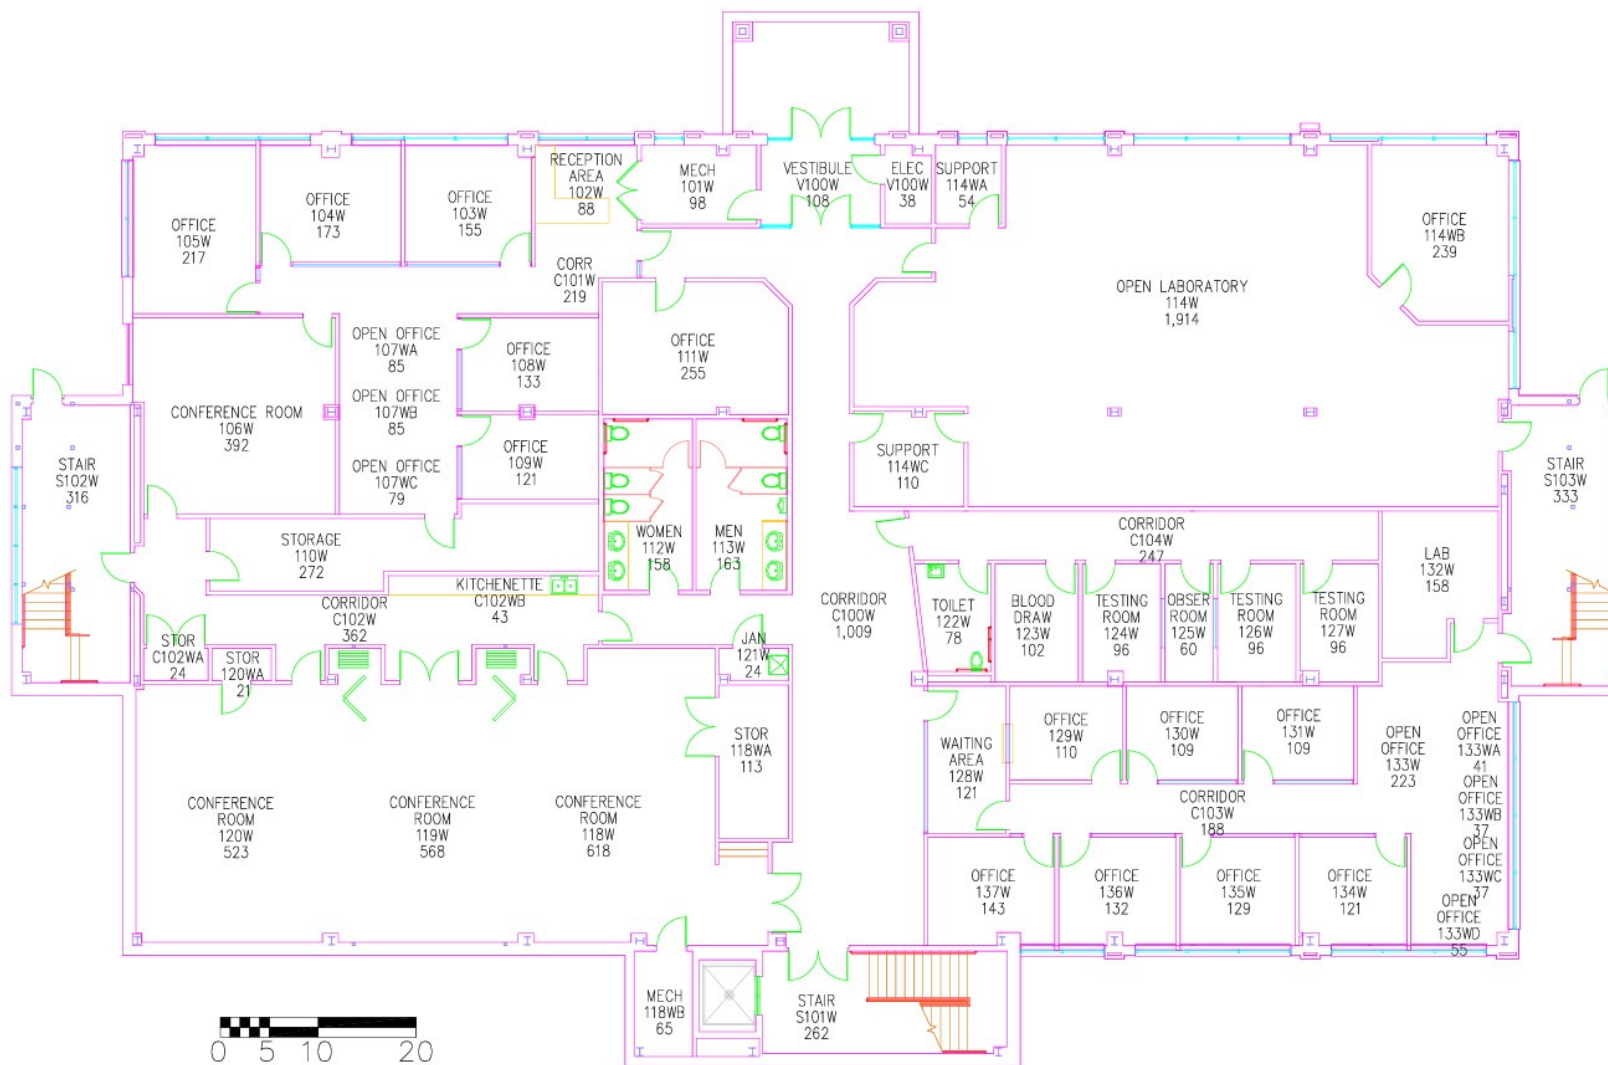 RECEPTION
AREA
102W
88
MECH
101W
98
VESTIBULE
V100W
108
ELEC
V100W
38
SUPPORT
114WA
54
OFFICE
105W
217
OFFICE
104W
173
OFFICE
103W
155
OFFICE
114WB
239
CORR
C101W
219
OPEN LABORATORY
114W
1,914
OPEN OFFICE
107WA
85
OFFICE
108W
133
OFFICE
111W
255
OPEN OFFICE
107WB
85
CONFERENCE ROOM
106W
392
OFFICE
109W
121
SUPPORT
114WC
110
STAIR
S102W
316
OPEN OFFICE
107WC
79
STAIR
S103W
333
STORAGE
110W
272
WOMEN
112W
158
MEN
113W
163
CORRIDOR
C104W
247
LAB
132W
158
KITCHENETTE
C102WB
43
CORRIDOR
C102W
362
CORRIDOR
C100W
1,009
TOILET
122W
78
BLOOD
DRAW
123W
102
TESTING
ROOM
124W
96
OBSER
ROOM
125W
60
TESTING
ROOM
126W
96
TESTING
ROOM
127W
96
STOR
C102WA
24
STOR
120WA
21
JAN
121W
24
STOR
118WA
113
WAITING
AREA
128W
121
OFFICE
129W
110
OFFICE
130W
109
OFFICE
131W
109
OPEN
OFFICE
133W
223
OPEN
OFFICE
133WA
41
OPEN
OFFICE
133WB
37
OPEN
OFFICE
133WC
37
OPEN
OFFICE
133WD
55
CONFERENCE
ROOM
120W
523
CONFERENCE
ROOM
119W
568
CONFERENCE
ROOM
118W
618
CORRIDOR
C103W
188
OFFICE
137W
143
OFFICE
136W
132
OFFICE
135W
129
OFFICE
134W
121
MECH
118WB
65
STAIR
S101W
262
0 5 10 20